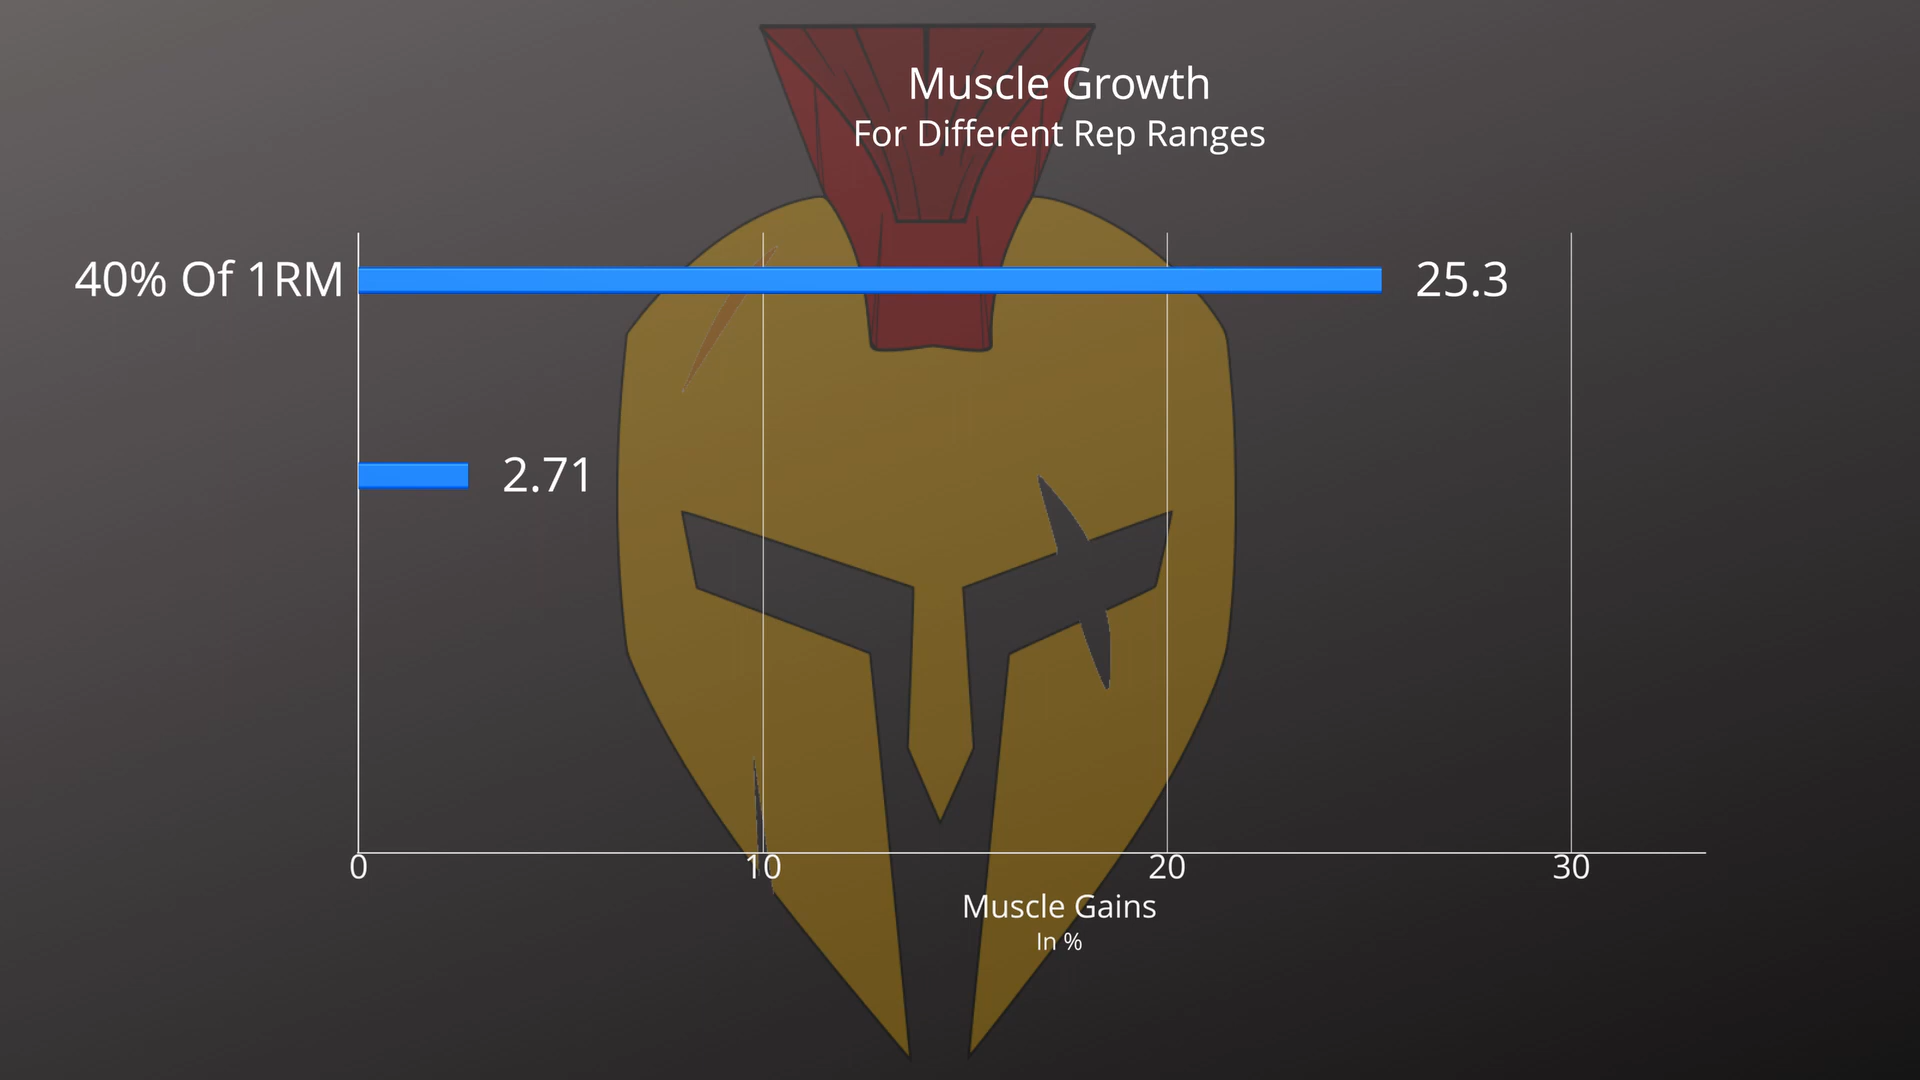 Muscle Growth
For Different Rep Ranges
40% Of 1RM 25.3
2.71
0 10 20 30
Muscle Gains
In %